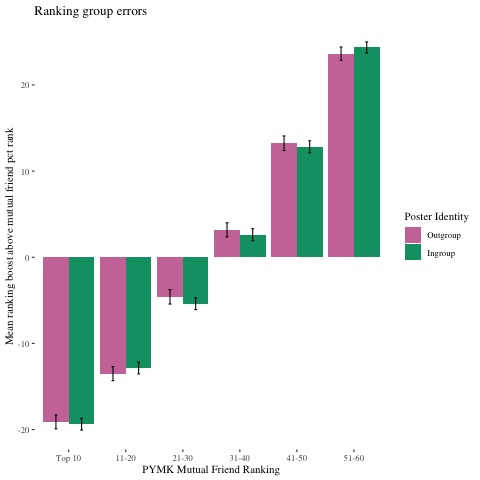 Ranking group errors
Mean ranking boost above mutual friend pct rank
20
10
0
-10
-20
Top 10
11-20
21-30
31-40
41-50
51-60
PYMK Mutual Friend Ranking
Poster Identity
Outgroup
Ingroup